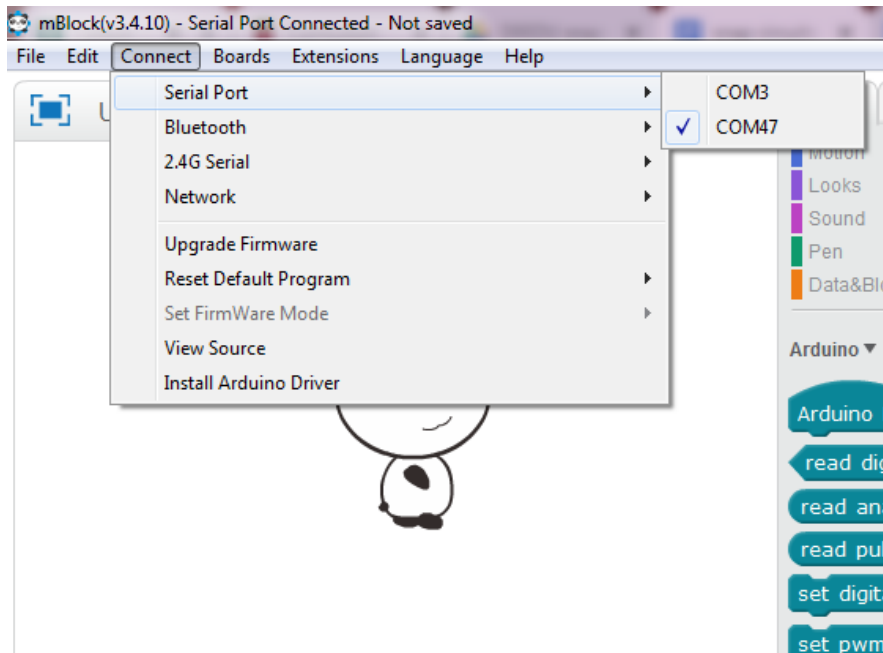 mBlock(v3.4.10) - Serial Port Connected - Not saved
File Edit Connect Boards Extensions Language Help
Serial Port
COM3
Bluetooth
COM47
2.4G Serial
Network
Upgrade Firmware
Reset Default Program
Set FirmWare Mode
View Source
Install Arduino Driver
Motion
Looks
Sound
Pen
Data&Bl
Arduino
Arduino
read dig
read ana
read pul
set digit
set pwm